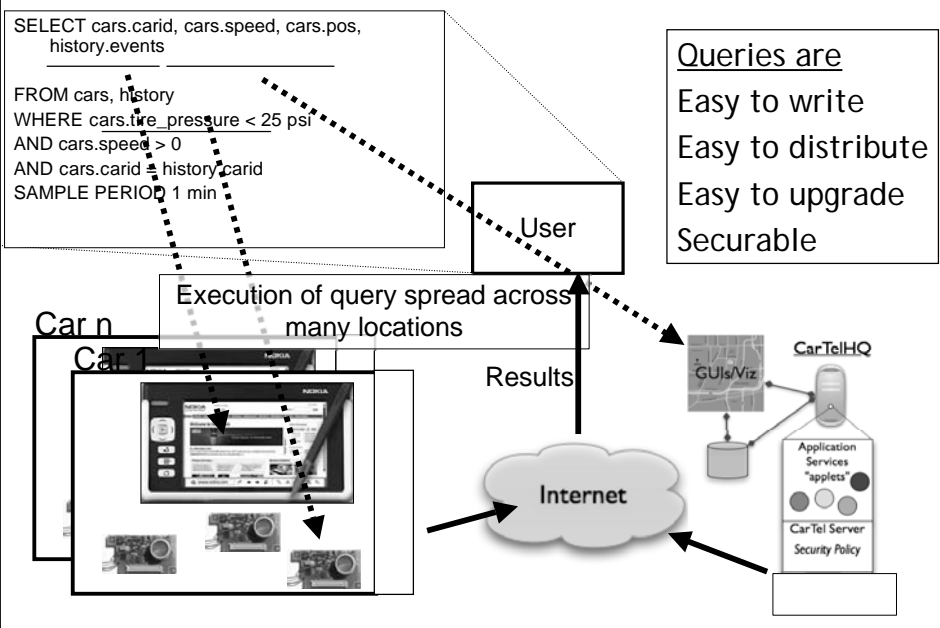 SELECT cars.carid, cars.speed, cars.pos,
history.events
FROM cars, history
WHERE cars.tire_pressure < 25 psi
AND cars.speed > 0
AND cars.carid = history.carid
SAMPLE PERIOD 1 min
Queries are
Easy to write
Easy to distribute
Easy to upgrade
Securable
User
Execution of query spread across
many locations
Car n
Car 1
NOKIA
NOKIA
NOKIA
Results
Internet
GUIs/Viz
CarTelHQ
Application
Services
"applets"
CarTel Server
Security Policy